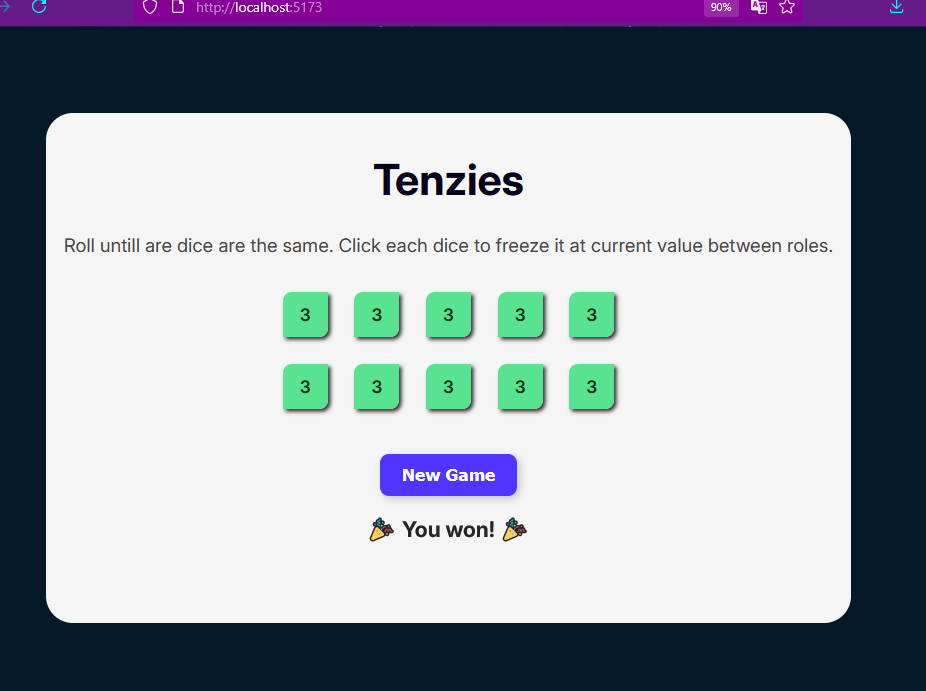 http://localhost:5173 90%
Tenzies
Roll untill are dice are the same. Click each dice to freeze it at current value between roles.
3 3 3 3 3
3 3 3 3 3
New Game
🎉 You won! 🎉